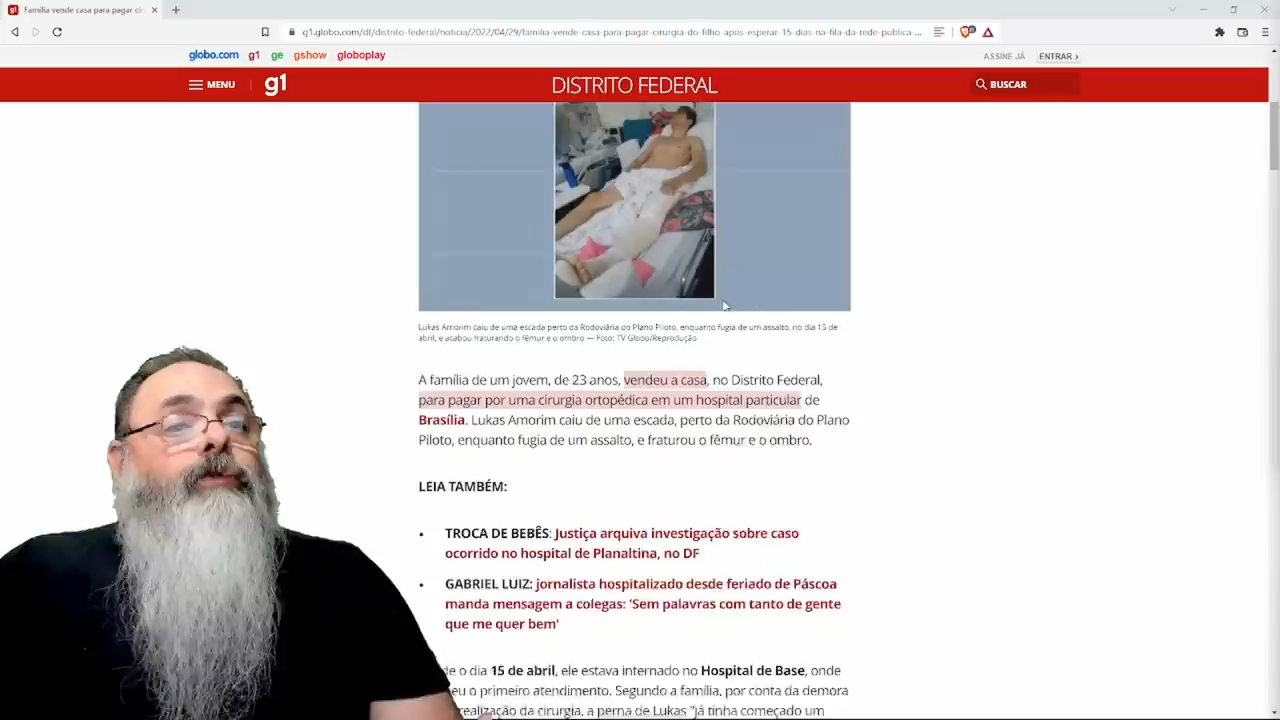 g1 Família vende casa para pagar ci
g1.globo.com/df/distrito-federal/noticia/2022/04/29/familia-vende-casa-para-pagar-cirurgia-do-filho-apos-esperar-15-dias-na-fila-da-rede-publica-...
globo.com g1 ge gshow globoplay
ASSINE JÁ ENTRAR ›
MENU g1 DISTRITO FEDERAL BUSCAR
Lukas Amorim caiu de uma escada perto da Rodoviária do Plano Piloto, enquanto fugia de um assalto, no dia 15 de
abril, e acabou fraturando o fêmur e o ombro — Foto: TV Globo/Reprodução
A família de um jovem, de 23 anos, vendeu a casa, no Distrito Federal,
para pagar por uma cirurgia ortopédica em um hospital particular de
Brasília. Lukas Amorim caiu de uma escada, perto da Rodoviária do Plano
Piloto, enquanto fugia de um assalto, e fraturou o fêmur e o ombro.
LEIA TAMBÉM:
• TROCA DE BEBÊS: Justiça arquiva investigação sobre caso
ocorrido no hospital de Planaltina, no DF
• GABRIEL LUIZ: jornalista hospitalizado desde feriado de Páscoa
manda mensagem a colegas: 'Sem palavras com tanto de gente
que me quer bem'
o dia 15 de abril, ele estava internado no Hospital de Base, onde
o primeiro atendimento. Segundo a família, por conta da demora
realização da cirurgia, a perna de Lukas "já tinha começado um